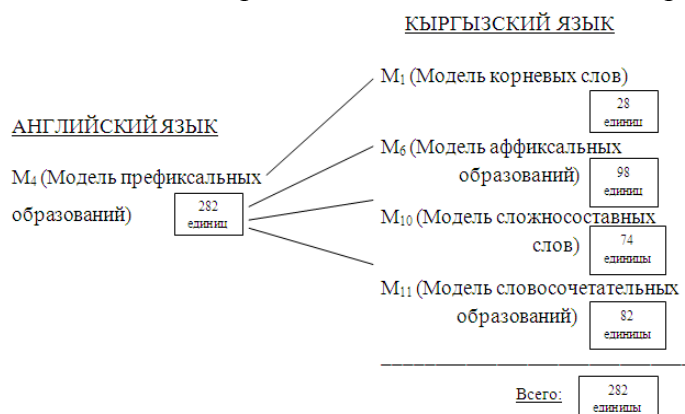 КЫРГЫЗСКИЙ ЯЗЫК
М₁ (Модель корневых слов)
28
единиц
АНГЛИЙСКИЙ ЯЗЫК
М₄ (Модель префиксальных
образований)
282
единиц
М₆ (Модель аффиксальных
образований)
98
единиц
М₁₀ (Модель сложносоставных
слов)
74
единицы
М₁₁ (Модель словосочетательных
образований)
82
единицы
Всего:
282
единицы